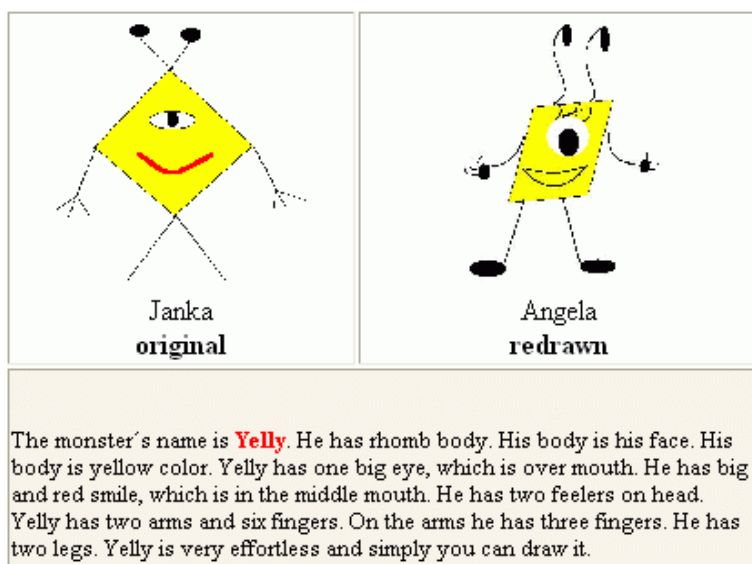 Janka
original
Angela
redrawn
The monster´s name is Yelly. He has rhomb body. His body is his face. His
body is yellow color. Yelly has one big eye, which is over mouth. He has big
and red smile, which is in the middle mouth. He has two feelers on head.
Yelly has two arms and six fingers. On the arms he has three fingers. He has
two legs. Yelly is very effortless and simply you can draw it.